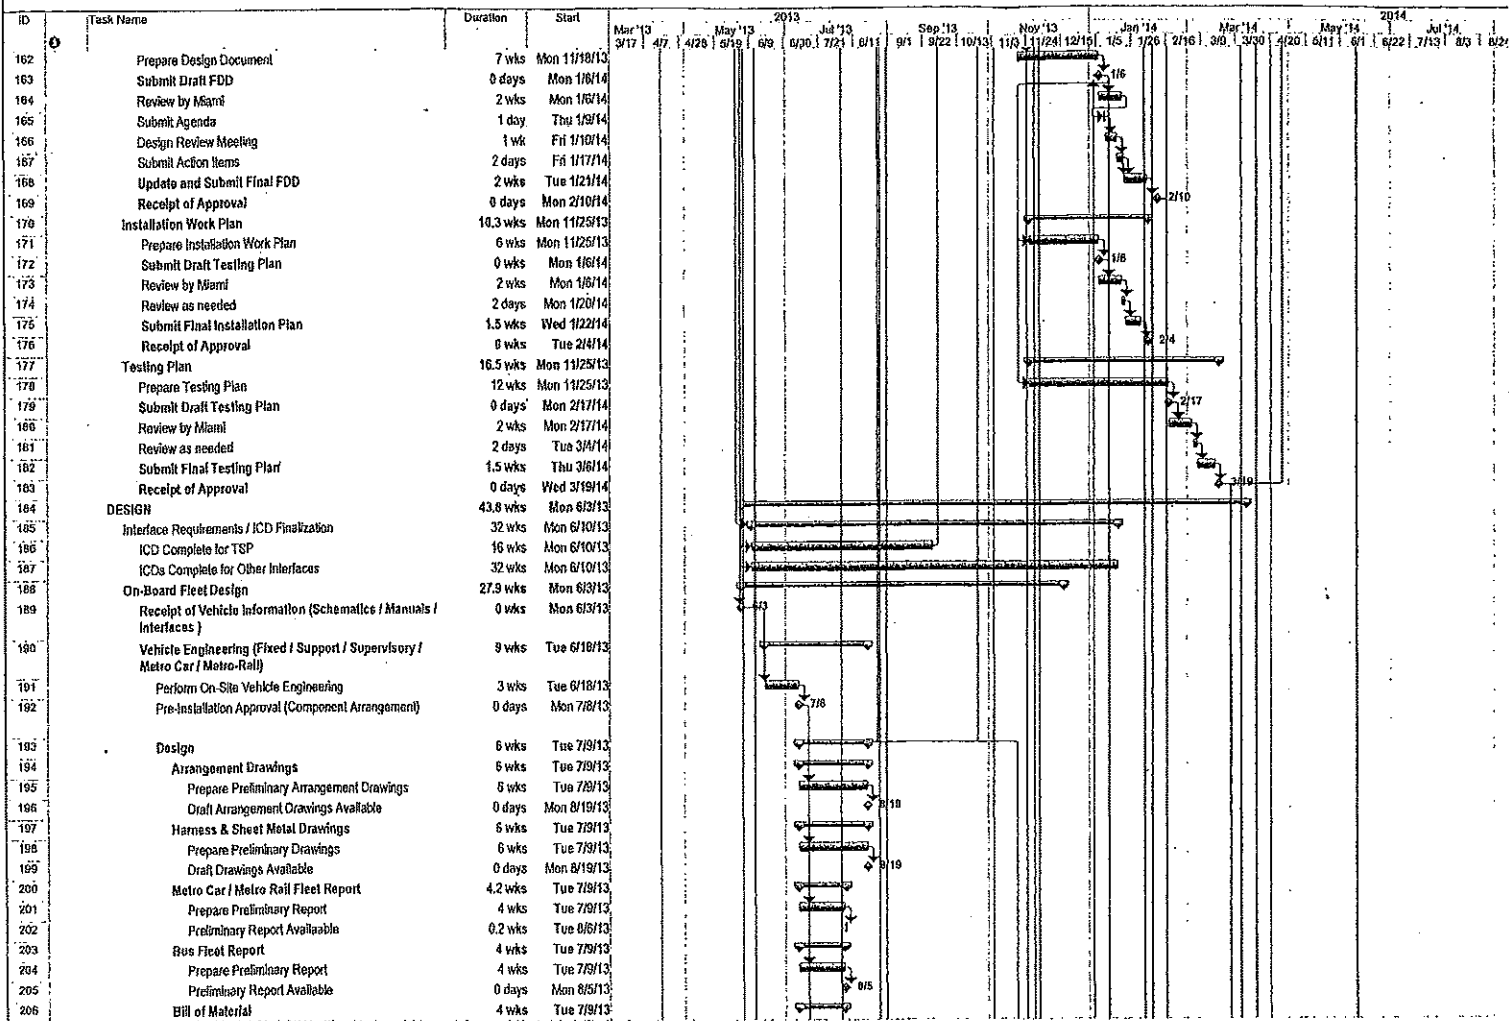 ID Task Name Duration Start
2013 2014
Mar '13 May '13 Jul '13 Sep '13 Nov '13 Jan '14 Mar '14 May '14 Jul '14
3/17 4/7 4/28 5/19 6/9 6/30 7/21 8/11 9/1 9/22 10/13 11/3 11/24 12/15 1/5 1/26 2/16 3/9 3/30 4/20 5/11 6/1 6/22 7/13 8/3
162 Prepare Design Document 7 wks Mon 11/18/13
163 Submit Draft FDD 0 days Mon 1/6/14 1/6
164 Review by Miami 2 wks Mon 1/6/14
165 Submit Agenda 1 day Thu 1/9/14
166 Design Review Meeting 1 wk Fri 1/10/14
167 Submit Action Items 2 days Fri 1/17/14
168 Update and Submit Final FDD 2 wks Tue 1/21/14
169 Receipt of Approval 0 days Mon 2/10/14 2/10
170 Installation Work Plan 10.3 wks Mon 11/25/13
171 Prepare Installation Work Plan 6 wks Mon 11/25/13
172 Submit Draft Testing Plan 0 wks Mon 1/6/14 1/6
173 Review by Miami 2 wks Mon 1/6/14
174 Review as needed 2 days Mon 1/20/14
175 Submit Final Installation Plan 1.5 wks Wed 1/22/14
176 Receipt of Approval 0 wks Tue 2/4/14 2/4
177 Testing Plan 16.5 wks Mon 11/25/13
178 Prepare Testing Plan 12 wks Mon 11/25/13
179 Submit Draft Testing Plan 0 days Mon 2/17/14 2/17
180 Review by Miami 2 wks Mon 2/17/14
181 Review as needed 2 days Tue 3/4/14
182 Submit Final Testing Plan 1.5 wks Thu 3/6/14
183 Receipt of Approval 0 days Wed 3/19/14 3/19
184 DESIGN 43.8 wks Mon 6/3/13
185 Interface Requirements / ICD Finalization 32 wks Mon 6/10/13
186 ICD Complete for TSP 16 wks Mon 6/10/13
187 ICDs Complete for Other Interfaces 32 wks Mon 6/10/13
188 On-Board Fleet Design 27.9 wks Mon 6/3/13
189 Receipt of Vehicle Information (Schematics / Manuals / 0 wks Mon 6/3/13 6/3
Interfaces )
190 Vehicle Engineering (Fixed / Support / Supervisory / 9 wks Tue 6/18/13
Metro Car / Metro-Rail)
191 Perform On-Site Vehicle Engineering 3 wks Tue 6/18/13
192 Pre-Installation Approval (Component Arrangement) 0 days Mon 7/8/13 7/8
193 Design 6 wks Tue 7/9/13
194 Arrangement Drawings 6 wks Tue 7/9/13
195 Prepare Preliminary Arrangement Drawings 6 wks Tue 7/9/13
196 Draft Arrangement Drawings Available 0 days Mon 8/19/13 8/19
197 Harness & Sheet Metal Drawings 6 wks Tue 7/9/13
198 Prepare Preliminary Drawings 6 wks Tue 7/9/13
199 Draft Drawings Available 0 days Mon 8/19/13 8/19
200 Metro Car / Metro Rail Fleet Report 4.2 wks Tue 7/9/13
201 Prepare Preliminary Report 4 wks Tue 7/9/13
202 Preliminary Report Available 0.2 wks Tue 8/6/13
203 Bus Fleet Report 4 wks Tue 7/9/13
204 Prepare Preliminary Report 4 wks Tue 7/9/13
205 Preliminary Report Available 0 days Mon 8/5/13 8/5
206 Bill of Material 4 wks Tue 7/9/13